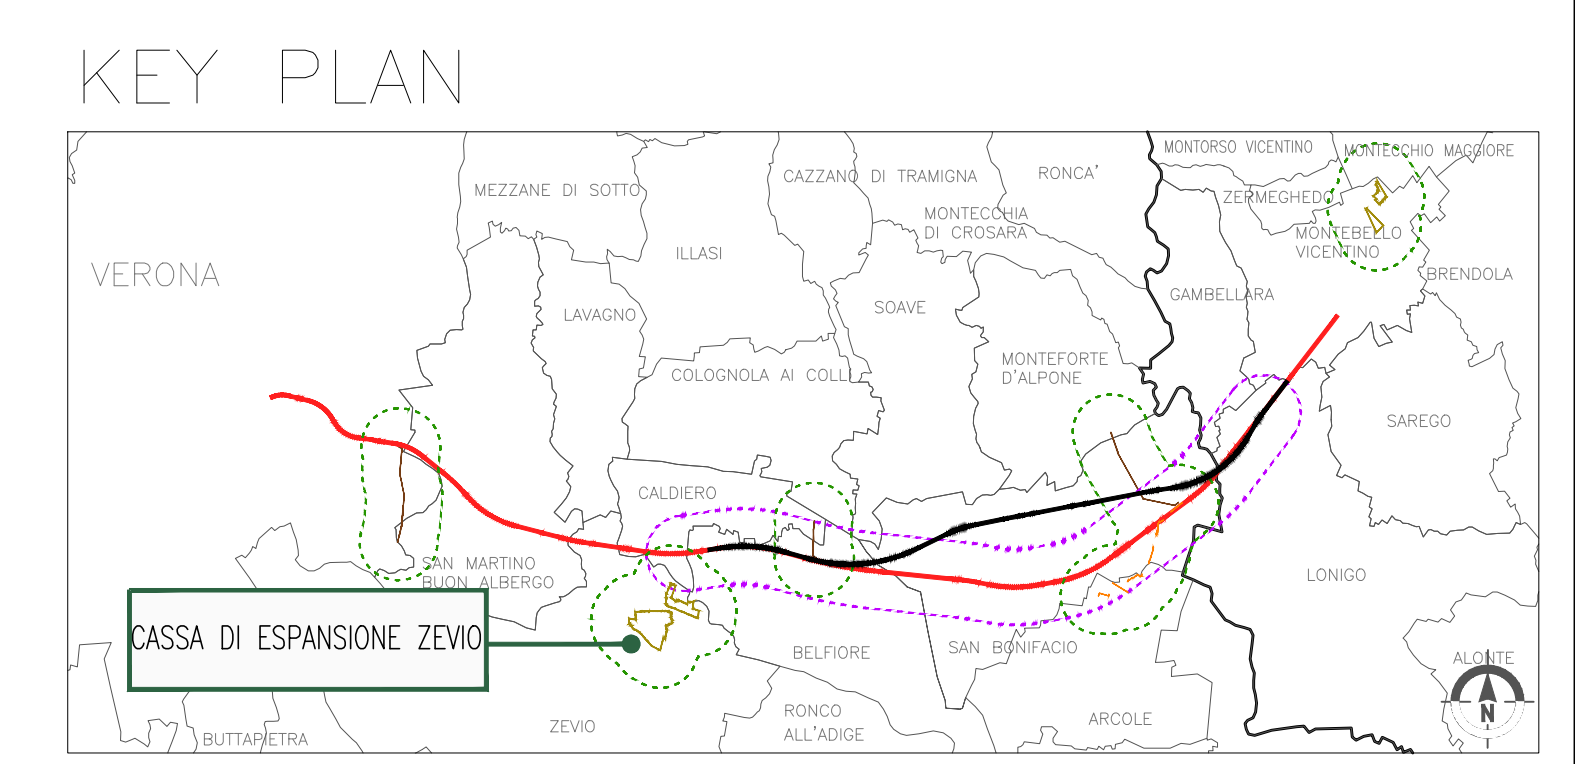 KEY PLAN
MONTORSO VICENTINO
MONTECCHIO MAGGIORE
CAZZANO DI TRAMIGNA
RONCA'
MEZZANE DI SOTTO
ZERMEGHEDO
MONTECCHIA
DI CROSARA
MONTEBELLO
VICENTINO
ILLASI
VERONA
BRENDOLA
GAMBELLARA
SOAVE
LAVAGNO
MONTEFORTE
D'ALPONE
COLOGNOLA AI COLLI
SAREGO
CALDIERO
SAN MARTINO
BUON ALBERGO
LONIGO
CASSA DI ESPANSIONE ZEVIO
BELFIORE
SAN BONIFACIO
ALONTE
RONCO
ALL'ADIGE
ARCOLE
N
ZEVIO
BUTTAPIETRA